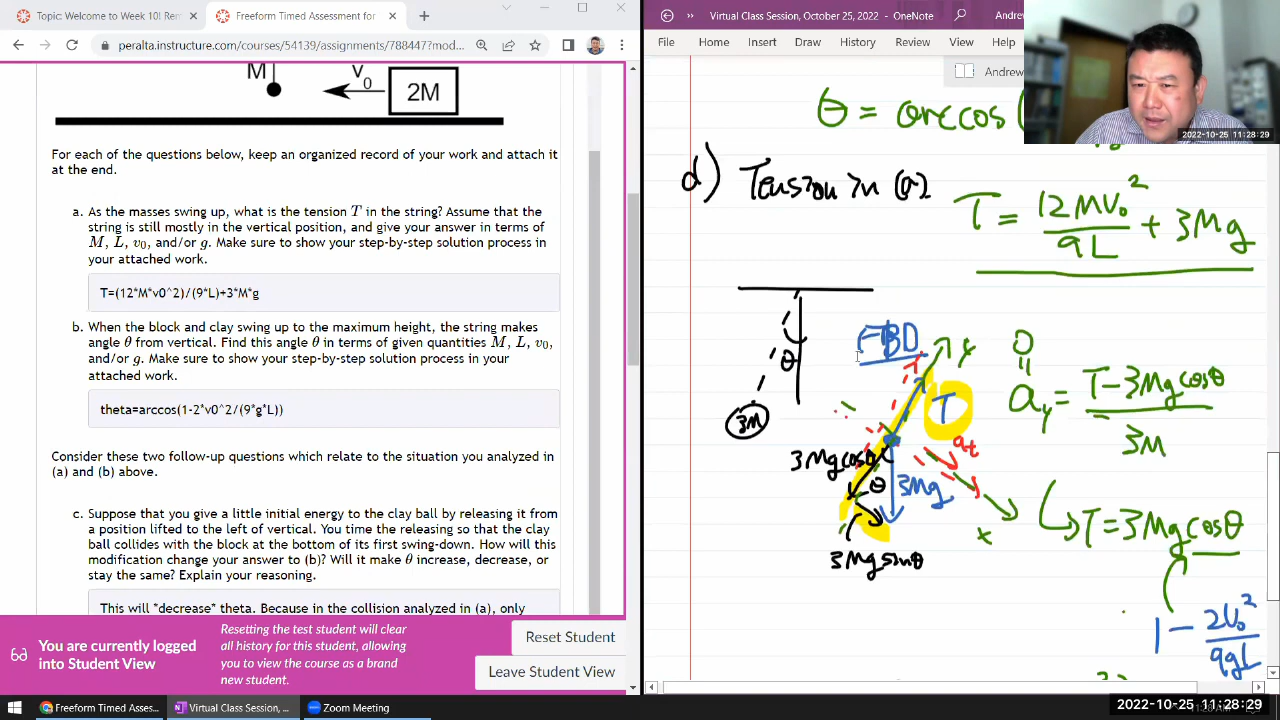 Topic: Welcome to Week 10! Rem
Freeform Timed Assessment for
peralta.instructure.com/courses/54139/assignments/788447?mod...
M
v0
2M
For each of the questions below, keep an organized record of your work and attach it
at the end.
a. As the masses swing up, what is the tension T in the string? Assume that the
string is still mostly in the vertical position, and give your answer in terms of
M, L, v0, and/or g. Make sure to show your step-by-step solution process in
your attached work.
T=(12*M*v0^2)/(9*L)+3*M*g
b. When the block and clay swing up to the maximum height, the string makes
angle θ from vertical. Find this angle θ in terms of given quantities M, L, v0,
and/or g. Make sure to show your step-by-step solution process in your
attached work.
theta=arccos(1-2*v0^2/(9*g*L))
Consider these two follow-up questions which relate to the situation you analyzed in
(a) and (b) above.
c. Suppose that you give a little initial energy to the clay ball by releasing it from
a position lifted to the left of vertical. You time the releasing so that the clay
ball collides with the block at the bottom of its first swing-down. How will this
modification change your answer to (b)? Will it make θ increase, decrease, or
stay the same? Explain your reasoning.
This will *decrease* theta. Because in the collision analyzed in (a), only
You are currently logged
into Student View
Resetting the test student will clear
all history for this student, allowing
you to view the course as a brand
new student.
Reset Student
Leave Student View
Virtual Class Session, October 25, 2022 – OneNote
Andrew
File
Home
Insert
Draw
History
Review
View
Help
Andrew
2022-10-25 11:28:29
θ = arccos (
d) Tension in (a)
T = 12MV0² / 9L + 3Mg
θ
3M
FBD
T
y
T
at
3Mgcosθ
θ
3Mg
x
3Mgsinθ
0
=
ay = T-3Mgcosθ / 3M
T=3Mgcosθ
1 - 2V0² / 9gL
Freeform Timed Asses...
Virtual Class Session, ...
Zoom Meeting
2022-10-25 11:28:29